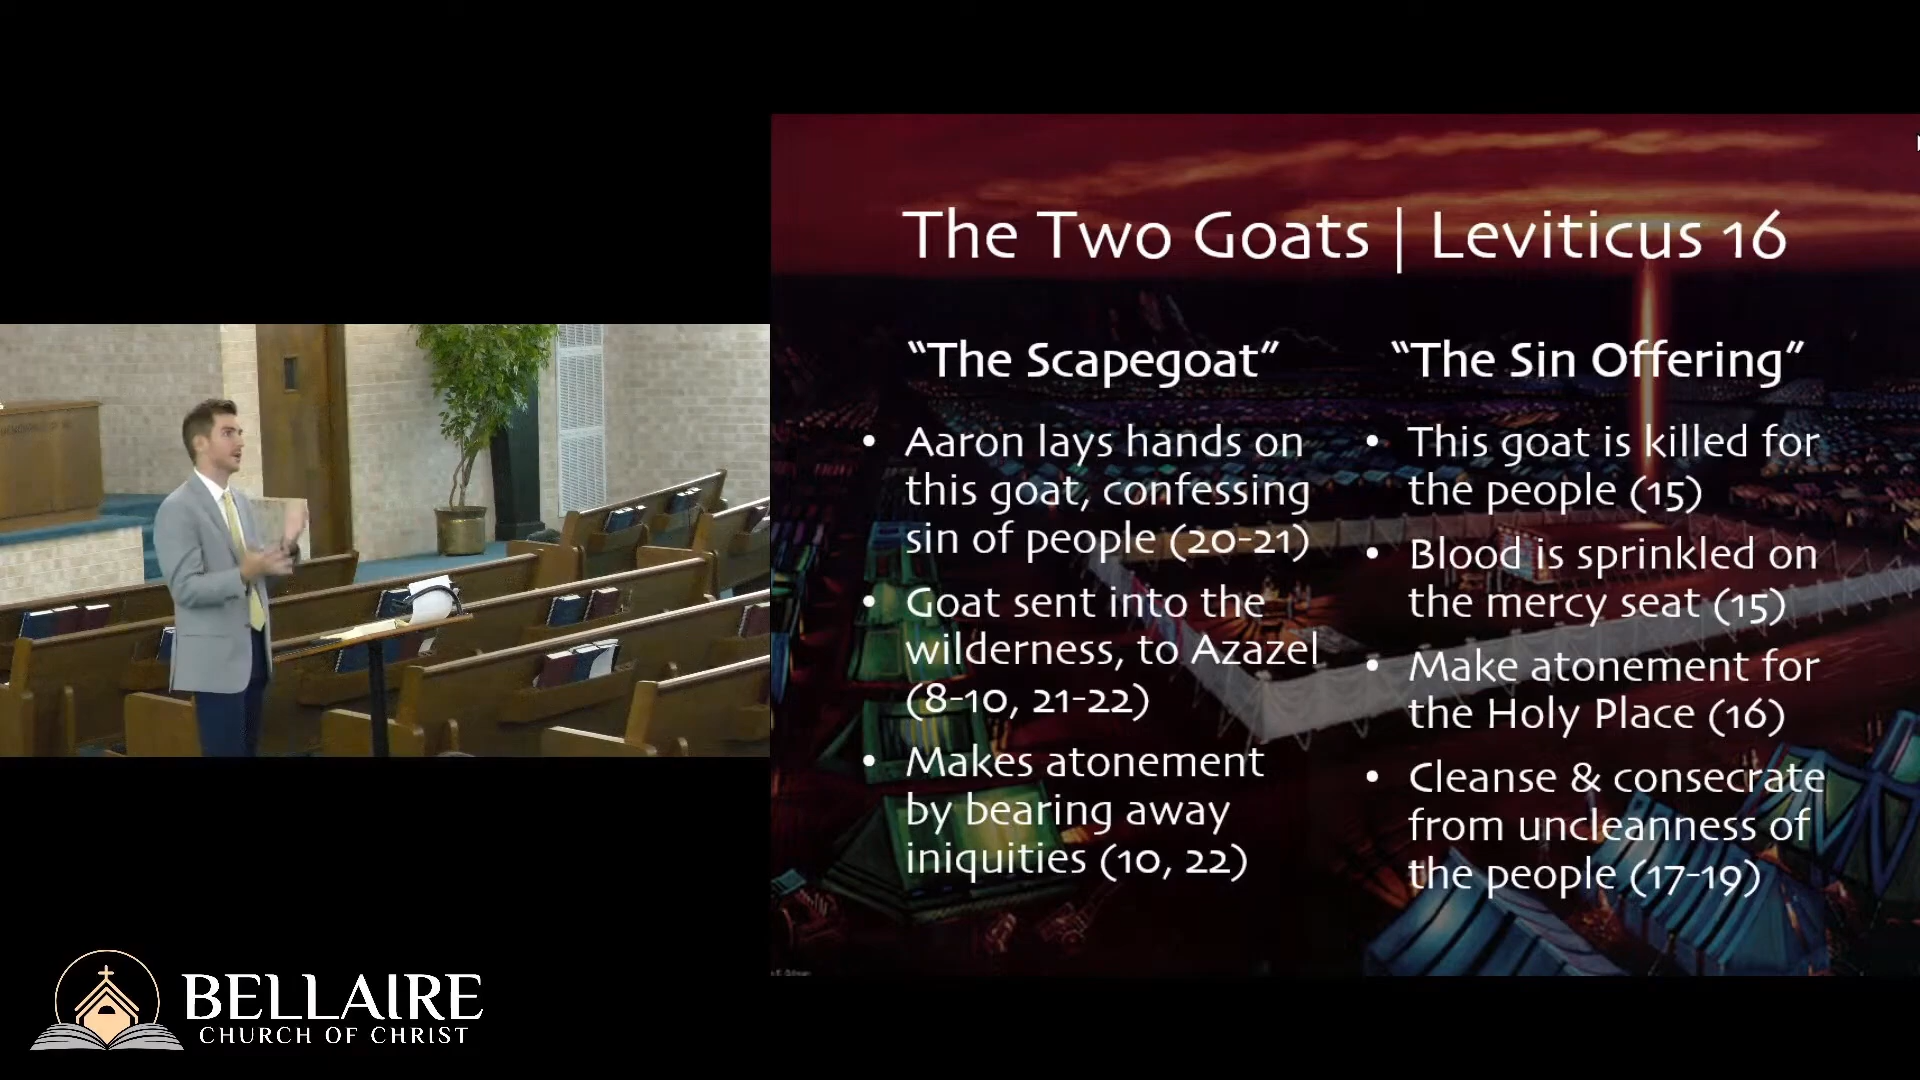 The Two Goats | Leviticus 16
“The Scapegoat”
• Aaron lays hands on
this goat, confessing
sin of people (20-21)
• Goat sent into the
wilderness, to Azazel
(8-10, 21-22)
• Makes atonement
by bearing away
iniquities (10, 22)
“The Sin Offering”
• This goat is killed for
the people (15)
• Blood is sprinkled on
the mercy seat (15)
• Make atonement for
the Holy Place (16)
• Cleanse & consecrate
from uncleanness of
the people (17-19)
BELLAIRE
CHURCH OF CHRIST